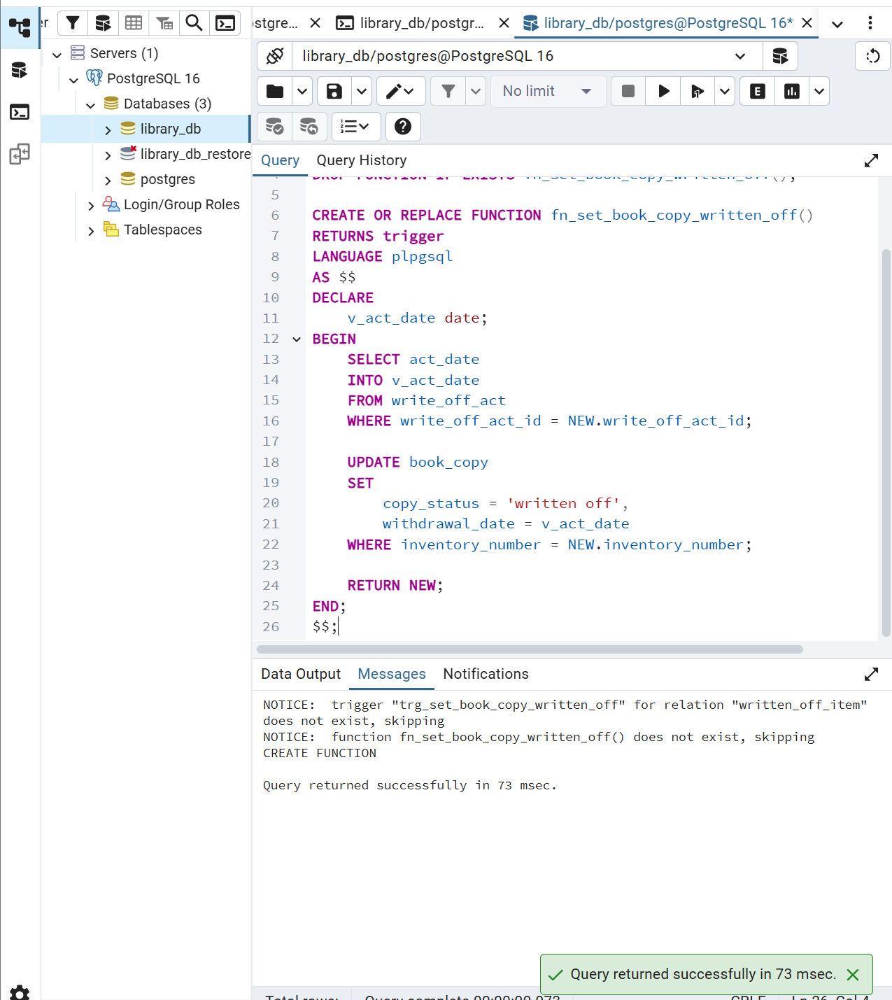 er
stgre...
library_db/postgr...
library_db/postgres@PostgreSQL 16*
Servers (1)
PostgreSQL 16
Databases (3)
library_db
library_db_restore
postgres
Login/Group Roles
Tablespaces
library_db/postgres@PostgreSQL 16
No limit
E
Query
Query History
4 DROP FUNCTION IF EXISTS fn_set_book_copy_written_off();
5
6 CREATE OR REPLACE FUNCTION fn_set_book_copy_written_off()
7 RETURNS trigger
8 LANGUAGE plpgsql
9 AS $$
10 DECLARE
11 v_act_date date;
12 BEGIN
13 SELECT act_date
14 INTO v_act_date
15 FROM write_off_act
16 WHERE write_off_act_id = NEW.write_off_act_id;
17
18 UPDATE book_copy
19 SET
20 copy_status = 'written off',
21 withdrawal_date = v_act_date
22 WHERE inventory_number = NEW.inventory_number;
23
24 RETURN NEW;
25 END;
26 $$;
Data Output
Messages
Notifications
NOTICE:  trigger "trg_set_book_copy_written_off" for relation "written_off_item"
does not exist, skipping
NOTICE:  function fn_set_book_copy_written_off() does not exist, skipping
CREATE FUNCTION
Query returned successfully in 73 msec.
Query returned successfully in 73 msec.
Total rows:
Query complete 00:00:00.073
CRLF
Ln 26, Col 4